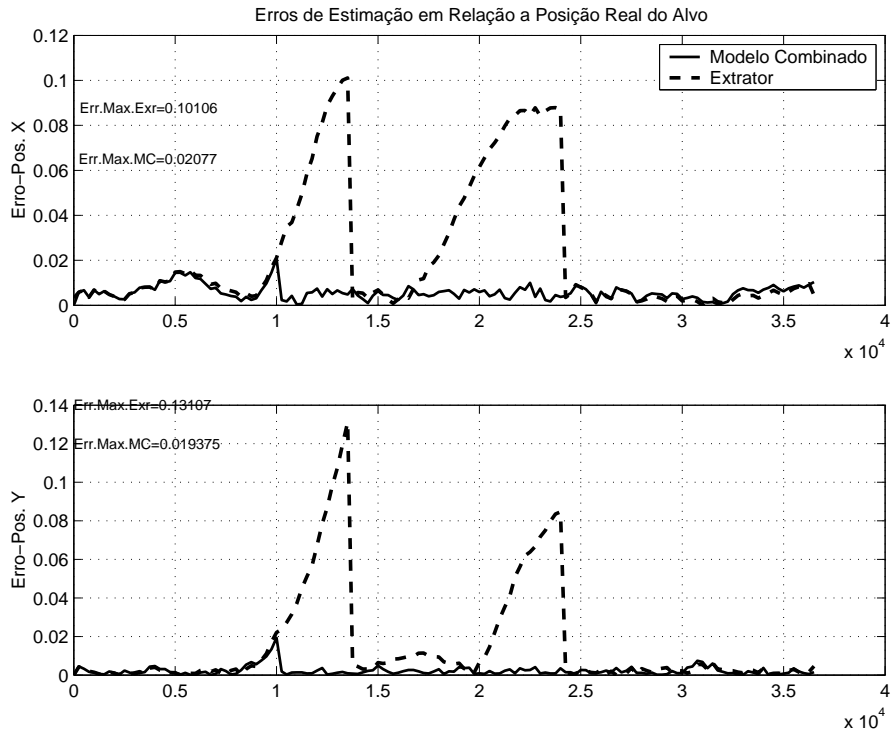 Erros de Estimação em Relação a Posição Real do Alvo
0.12
0.1
0.08
0.06
0.04
0.02
0
Erro−Pos. X
Err.Max.Exr=0.10106
Err.Max.MC=0.02077
Modelo Combinado
Extrator
0 0.5 1 1.5 2 2.5 3 3.5 4
x 10^4
0.14
0.12
0.1
0.08
0.06
0.04
0.02
0
Erro−Pos. Y
Err.Max.Exr=0.13107
Err.Max.MC=0.019375
0 0.5 1 1.5 2 2.5 3 3.5 4
x 10^4